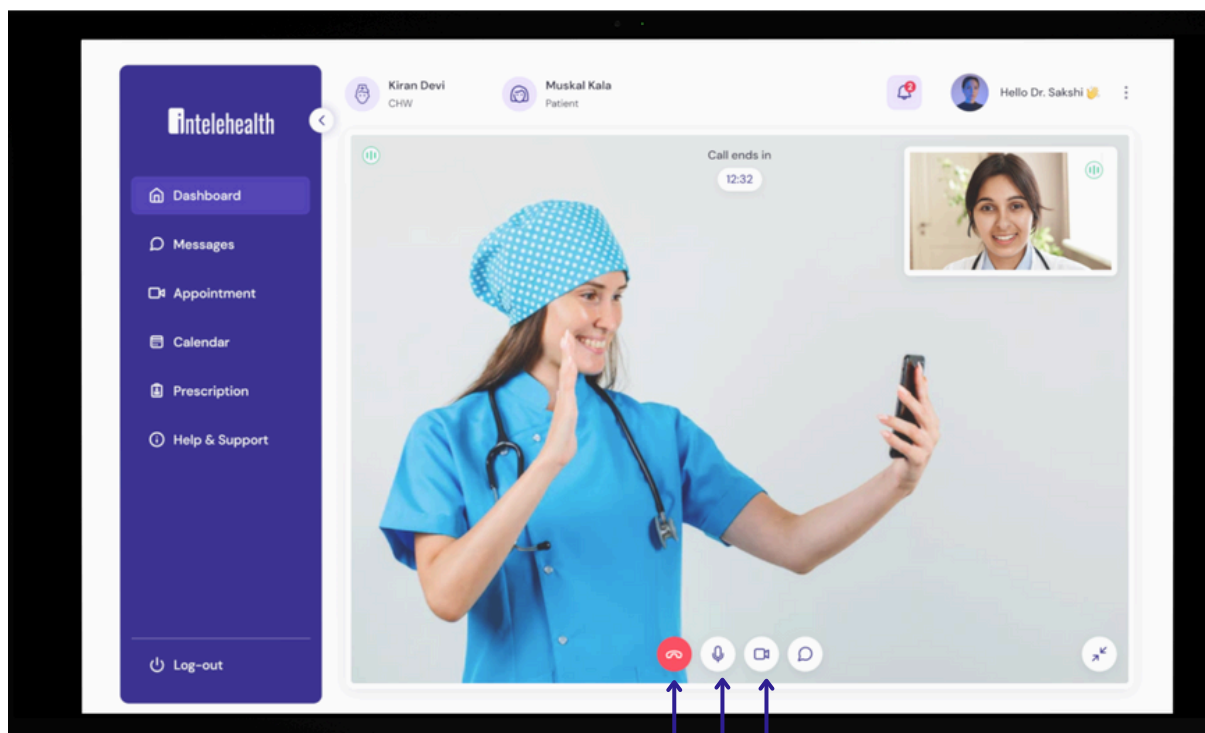 intelehealth
Dashboard
Messages
Appointment
Calendar
Prescription
Help & Support
Log-out
Kiran Devi
CHW
Muskal Kala
Patient
2
Hello Dr. Sakshi 👋
Call ends in
12:32